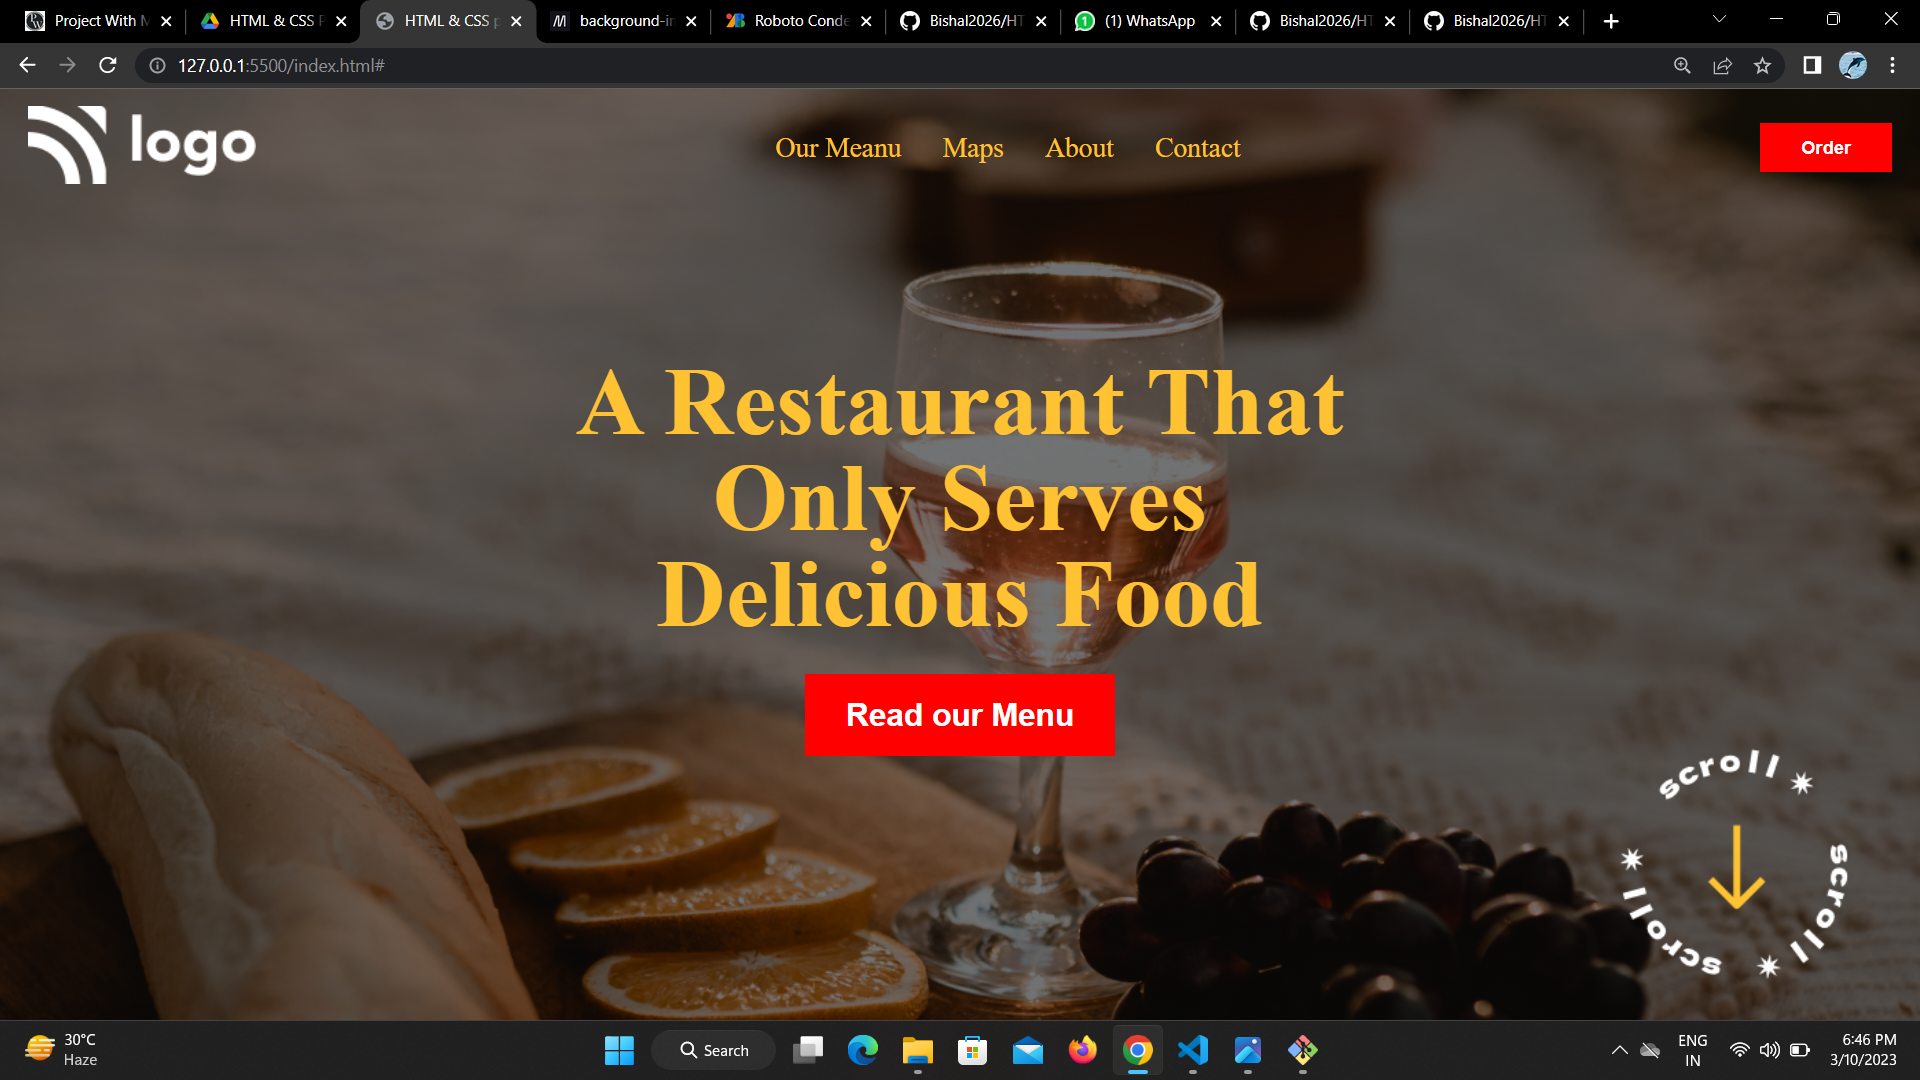 Project With M
HTML & CSS P
HTML & CSS p
background-in
Roboto Conde
Bishal2026/HT
(1) WhatsApp
Bishal2026/HT
Bishal2026/HT
127.0.0.1:5500/index.html#
logo
Our Meanu
Maps
About
Contact
Order
A Restaurant That
Only Serves
Delicious Food
Read our Menu
scroll
scroll
scroll
30°C
Haze
Search
ENG
IN
6:46 PM
3/10/2023